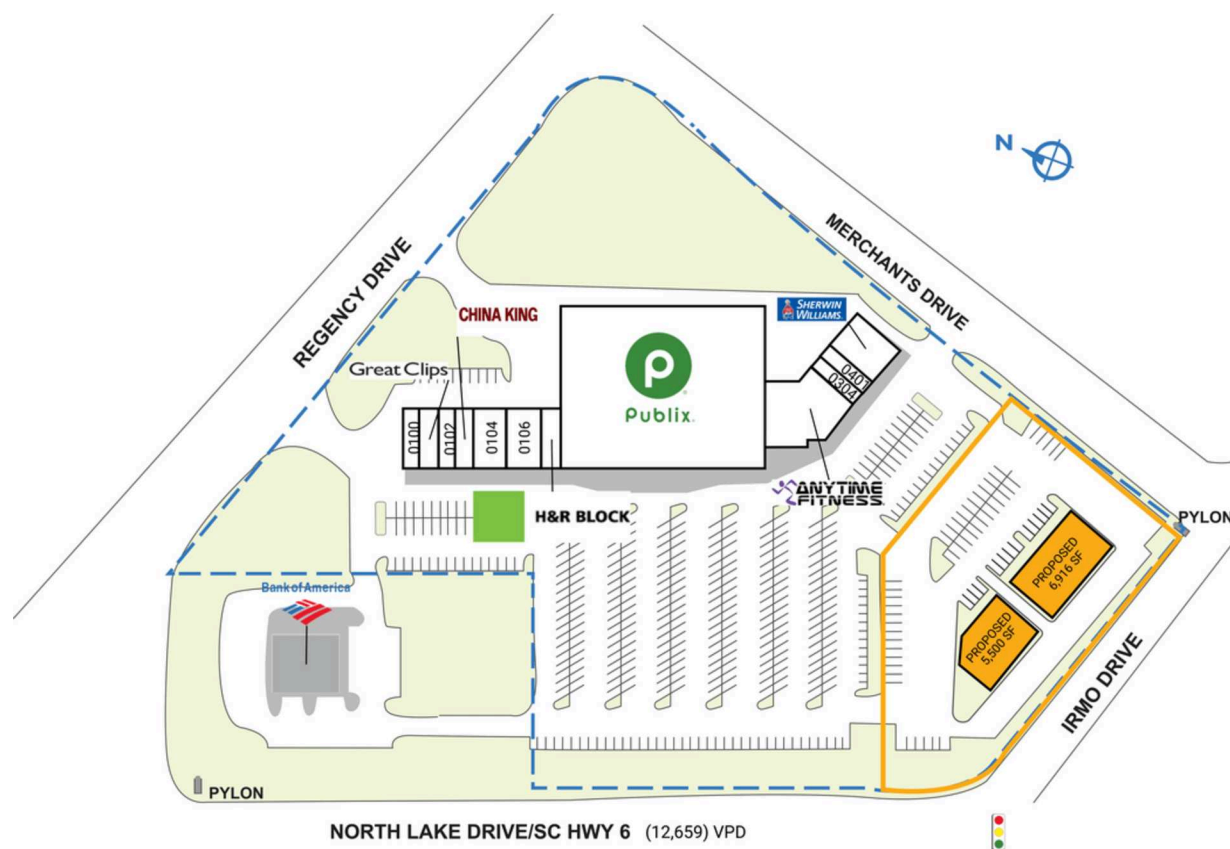 N
REGENCY DRIVE
MERCHANTS DRIVE
CHINA KING
SHERWIN
WILLIAMS
Great Clips
Publix
0401
0304
0100
0102
0104
0106
ANYTIME
FITNESS
H&R BLOCK
PYLON
PROPOSED
6,916 SF
PROPOSED
5,500 SF
Bank of America
IRMO DRIVE
PYLON
NORTH LAKE DRIVE/SC HWY 6 (12,659) VPD